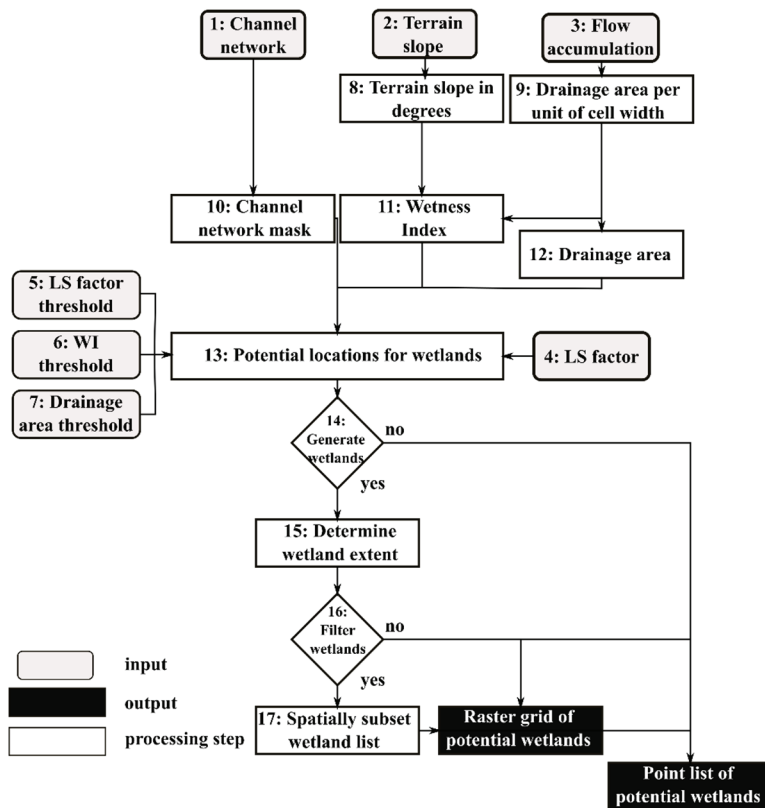 1: Channel
network
2: Terrain
slope
3: Flow
accumulation
8: Terrain slope in
degrees
9: Drainage area per
unit of cell width
10: Channel
network mask
11: Wetness
Index
12: Drainage area
5: LS factor
threshold
6: WI
threshold
7: Drainage
area threshold
13: Potential locations for wetlands
4: LS factor
14:
Generate
wetlands
no
yes
15: Determine
wetland extent
16:
Filter
wetlands
no
yes
input
output
processing step
17: Spatially subset
wetland list
Raster grid of
potential wetlands
Point list of
potential wetlands